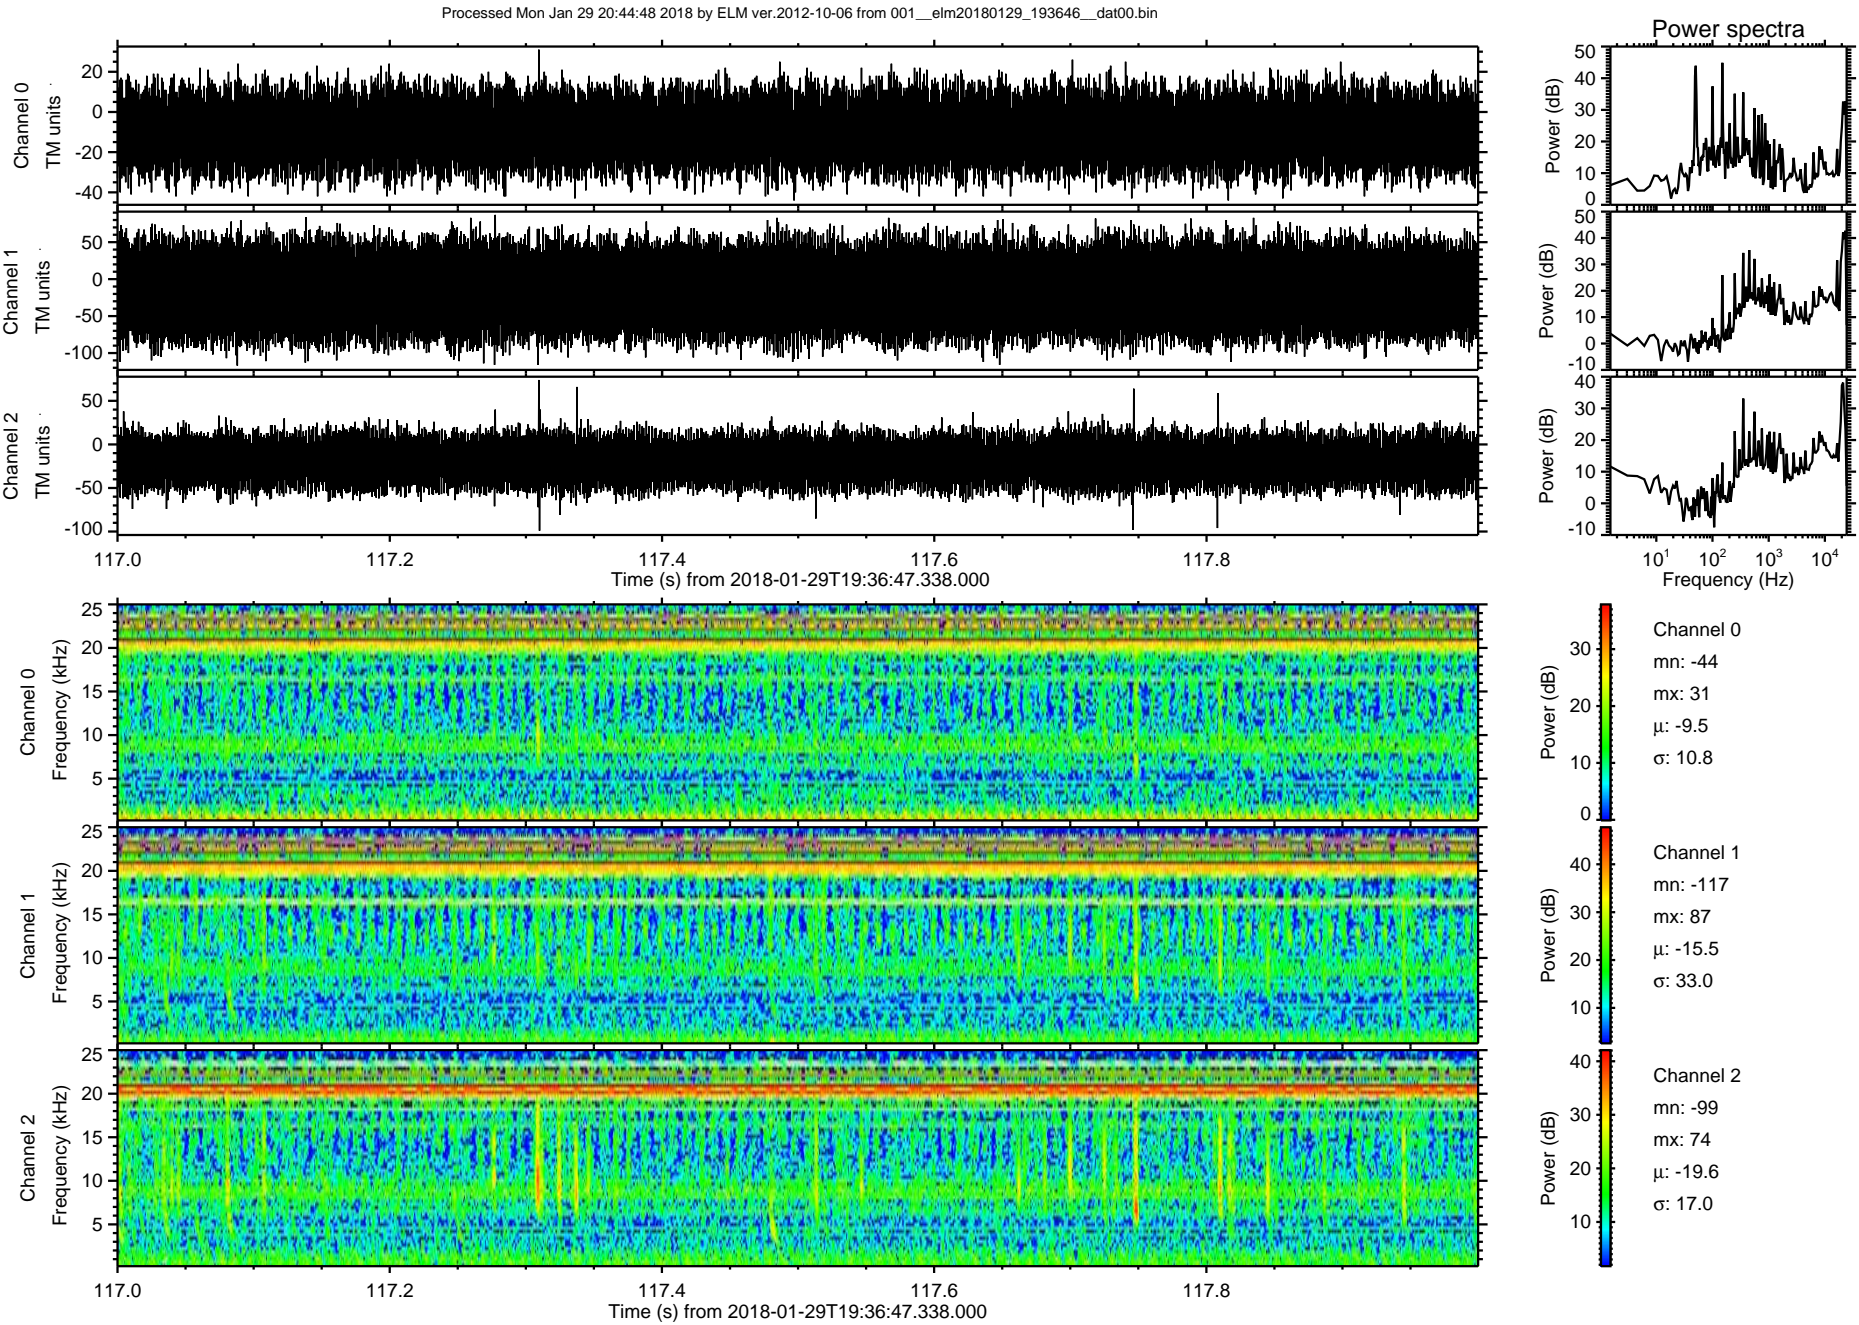 Processed Mon Jan 29 20:44:48 2018 by ELM ver.2012-10-06 from 001__elm20180129_193646__dat00.bin
Power spectra
Channel 0
TM units
20
0
-20
-40
Power (dB)
50
40
30
20
10
0
Channel 1
TM units
50
0
-50
-100
Power (dB)
50
40
30
20
10
0
-10
Channel 2
TM units
50
0
-50
-100
Power (dB)
40
30
20
10
0
-10
117.0 117.2 117.4 117.6 117.8
Time (s) from 2018-01-29T19:36:47.338.000
10¹ 10² 10³ 10⁴
Frequency (Hz)
Channel 0
Frequency (kHz)
25
20
15
10
5
Power (dB)
30
20
10
0
Channel 0
mn: -44
mx: 31
µ: -9.5
σ: 10.8
Channel 1
Frequency (kHz)
25
20
15
10
5
Power (dB)
40
30
20
10
Channel 1
mn: -117
mx: 87
µ: -15.5
σ: 33.0
Channel 2
Frequency (kHz)
25
20
15
10
5
Power (dB)
40
30
20
10
Channel 2
mn: -99
mx: 74
µ: -19.6
σ: 17.0
117.0 117.2 117.4 117.6 117.8
Time (s) from 2018-01-29T19:36:47.338.000